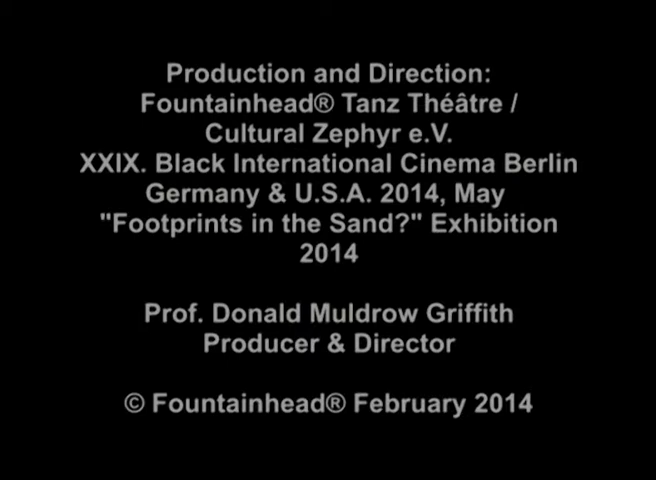 Production and Direction:
Fountainhead® Tanz Théâtre /
Cultural Zephyr e.V.
XXIX. Black International Cinema Berlin
Germany & U.S.A. 2014, May
"Footprints in the Sand?" Exhibition
2014
Prof. Donald Muldrow Griffith
Producer & Director
© Fountainhead® February 2014